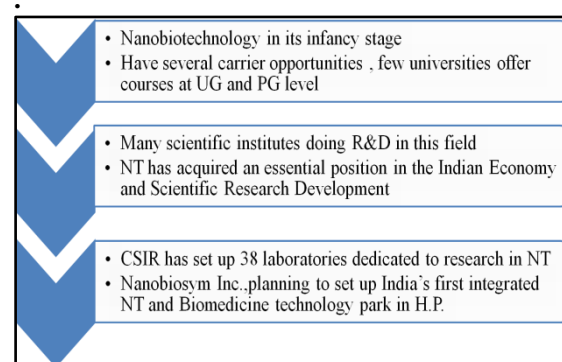 •
• Nanobiotechnology in its infancy stage
• Have several carrier opportunities , few universities offer
courses at UG and PG level
• Many scientific institutes doing R&D in this field
• NT has acquired an essential position in the Indian Economy
and Scientific Research Development
• CSIR has set up 38 laboratories dedicated to research in NT
• Nanobiosym Inc.,planning to set up India’s first integrated
NT and Biomedicine technology park in H.P.